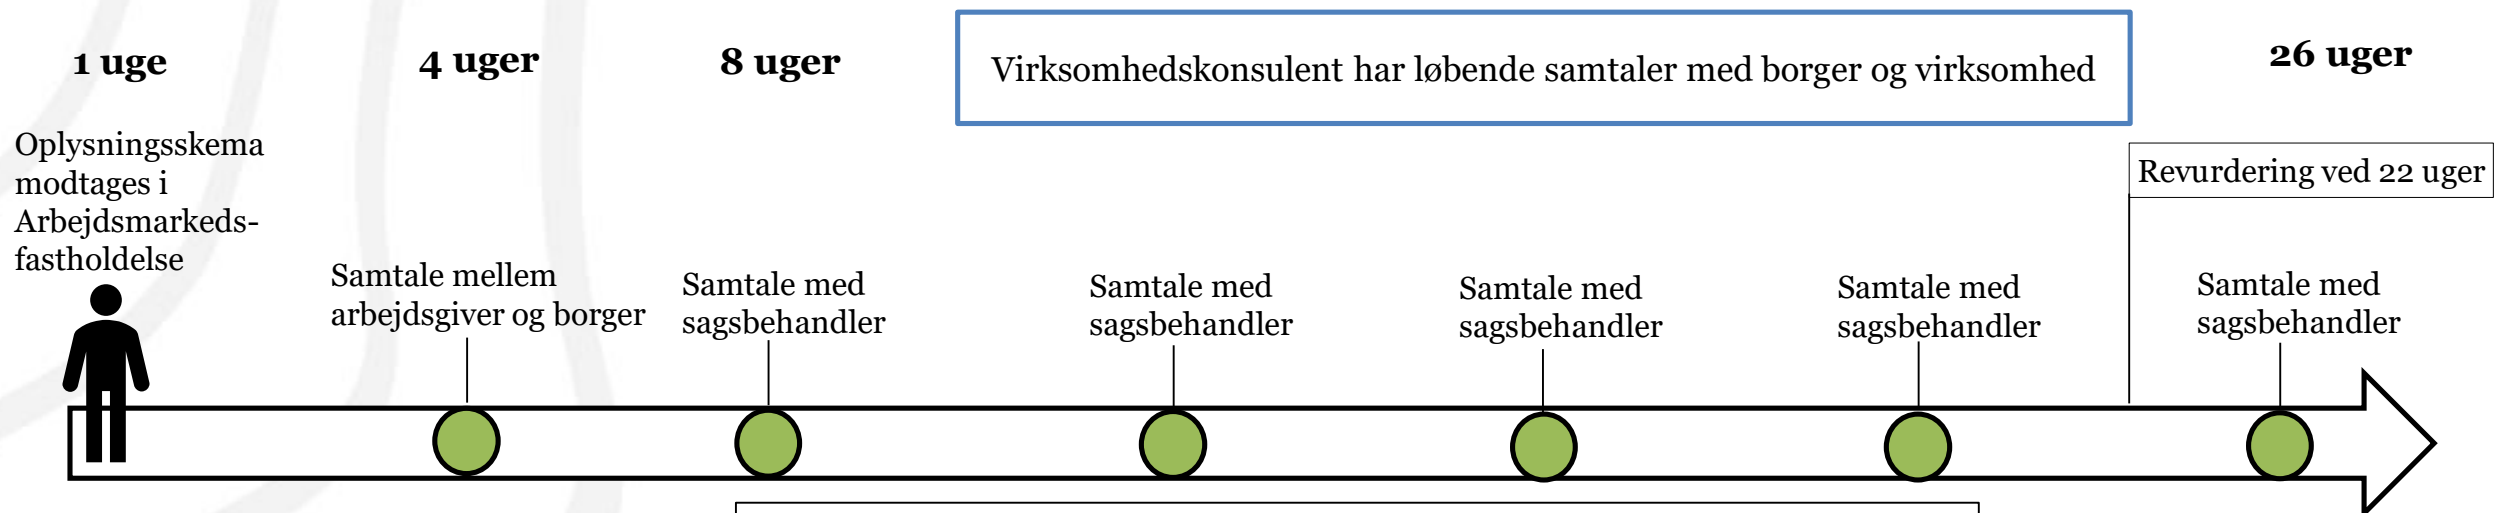 1 uge
4 uger
8 uger
Virksomhedskonsulent har løbende samtaler med borger og virksomhed
26 uger
Oplysningsskema
modtages i
Arbejdsmarkeds-
fastholdelse
Revurdering ved 22 uger
Samtale mellem
arbejdsgiver og borger
Samtale med
sagsbehandler
Samtale med
sagsbehandler
Samtale med
sagsbehandler
Samtale med
sagsbehandler
Samtale med
sagsbehandler